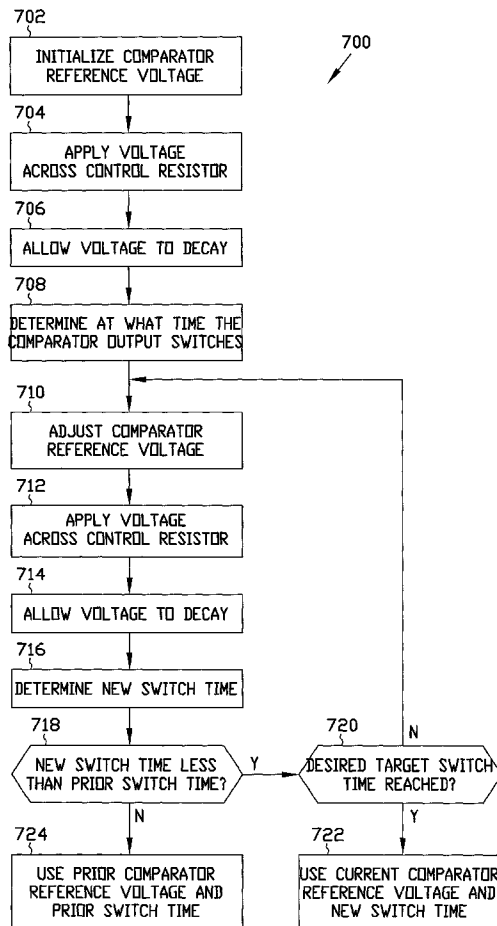 702
700
INITIALIZE COMPARATOR
REFERENCE VOLTAGE
704
APPLY VOLTAGE
ACROSS CONTROL RESISTOR
706
ALLOW VOLTAGE TO DECAY
708
DETERMINE AT WHAT TIME THE
COMPARATOR OUTPUT SWITCHES
710
ADJUST COMPARATOR
REFERENCE VOLTAGE
712
APPLY VOLTAGE
ACROSS CONTROL RESISTOR
714
ALLOW VOLTAGE TO DECAY
716
DETERMINE NEW SWITCH TIME
718
NEW SWITCH TIME LESS
THAN PRIOR SWITCH TIME?
Y
N
720
N
DESIRED TARGET SWITCH
TIME REACHED?
Y
724
USE PRIOR COMPARATOR
REFERENCE VOLTAGE AND
PRIOR SWITCH TIME
722
USE CURRENT COMPARATOR
REFERENCE VOLTAGE AND
NEW SWITCH TIME